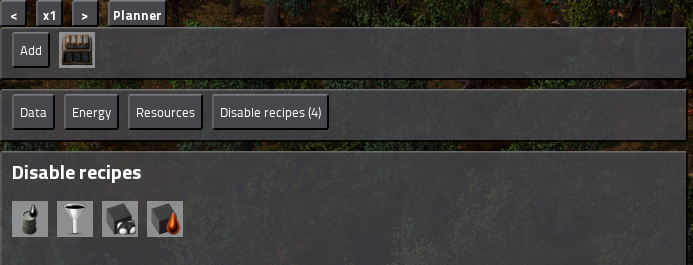 < x1 > Planner
Add
Data Energy Resources Disable recipes (4)
Disable recipes